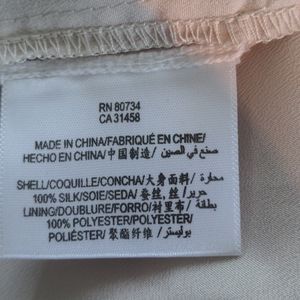 RN 80734
CA 31458
MADE IN CHINA/FABRIQUÉ EN CHINE/
HECHO EN CHINA/中国制造/ صنع في الصين/
SHELL/COQUILLE/CONCHA/大身面料/ محارة/
100% SILK/SOIE/SEDA/蚕丝,丝/ حرير/
LINING/DOUBLURE/FORRO/衬里布/ بطانة/
100% POLYESTER/POLYESTER/
POLIÉSTER/聚酯纤维/ بوليستر